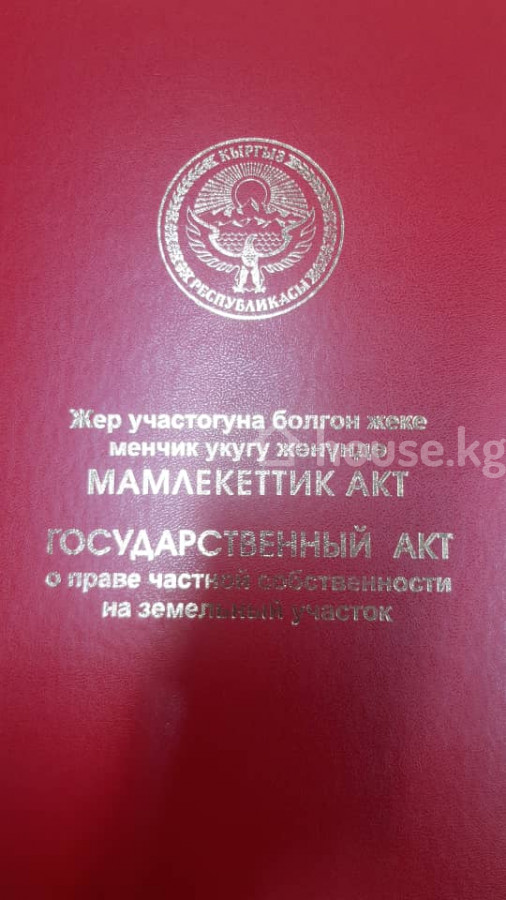 КЫРГЫЗ
РЕСПУБЛИКАСЫ
Жер участогуна болгон жеке
менчик укугу жөнүндө
house.kg
МАМЛЕКЕТТИК АКТ
ГОСУДАРСТВЕННЫЙ АКТ
о праве частной собственности
на земельный участок